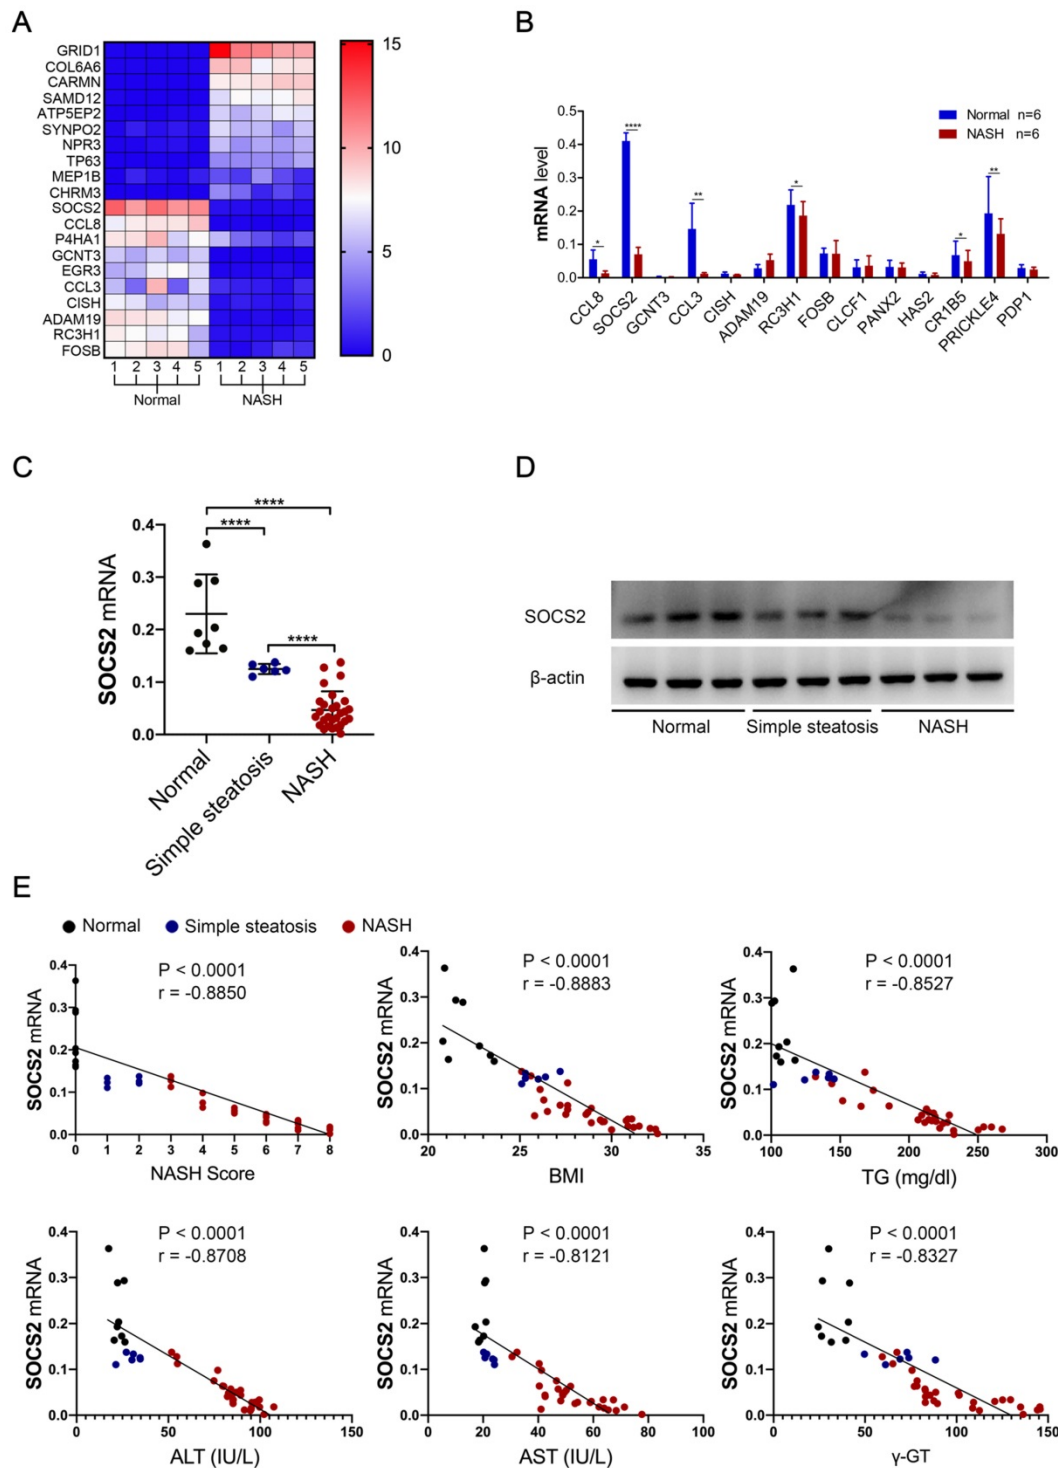 A
GRID1
COL6A6
CARMN
SAMD12
ATP5EP2
SYNPO2
NPR3
TP63
MEP1B
CHRM3
SOCS2
CCL8
P4HA1
GCNT3
EGR3
CCL3
CISH
ADAM19
RC3H1
FOSB
1 2 3 4 5 1 2 3 4 5
Normal NASH
15
10
5
0
B
mRNA level
0.5
0.4
0.3
0.2
0.1
0.0
Normal n=6
NASH n=6
* **** ** * * **
CCL8
SOCS2
GCNT3
CCL3
CISH
ADAM19
RC3H1
FOSB
CLCF1
PANX2
HAS2
CR1B5
PRICKLE4
PDP1
C
SOCS2 mRNA
0.4
0.3
0.2
0.1
0.0
****
****
****
Normal
Simple steatosis
NASH
D
SOCS2
β-actin
Normal Simple steatosis NASH
E
Normal Simple steatosis NASH
SOCS2 mRNA
0.4
0.3
0.2
0.1
0.0
P < 0.0001
r = -0.8850
0 1 2 3 4 5 6 7 8
NASH Score
SOCS2 mRNA
0.4
0.3
0.2
0.1
0.0
P < 0.0001
r = -0.8883
20 25 30 35
BMI
SOCS2 mRNA
0.4
0.3
0.2
0.1
0.0
P < 0.0001
r = -0.8527
100 150 200 250 300
TG (mg/dl)
SOCS2 mRNA
0.4
0.3
0.2
0.1
0.0
P < 0.0001
r = -0.8708
0 50 100 150
ALT (IU/L)
SOCS2 mRNA
0.4
0.3
0.2
0.1
0.0
P < 0.0001
r = -0.8121
0 20 40 60 80 100
AST (IU/L)
SOCS2 mRNA
0.4
0.3
0.2
0.1
0.0
P < 0.0001
r = -0.8327
0 50 100 150
γ-GT